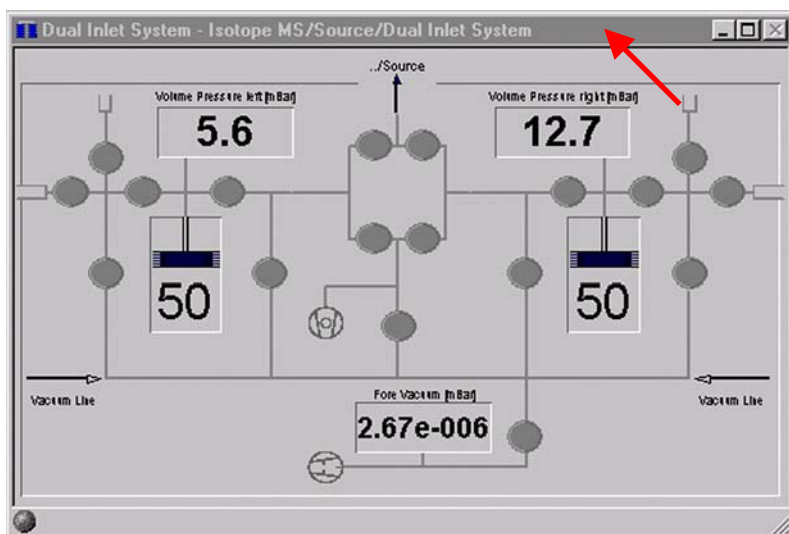 Dual Inlet System - Isotope MS/Source/Dual Inlet System
../Source
Volume Pressure left [mBar]
Volume Pressure right [mBar]
5.6
12.7
50
50
Vacuum Line
Vacuum Line
Fore Vacuum [mBar]
2.67e-006